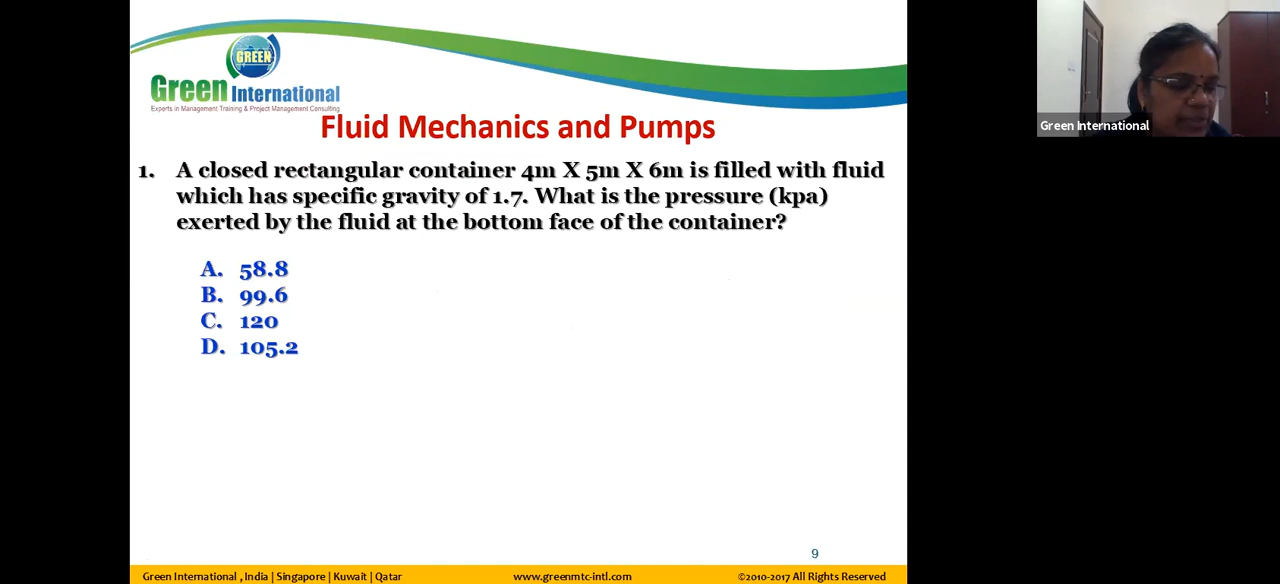 GREEN
Green International
Experts in Management Training & Project Management Consulting
Green International
Fluid Mechanics and Pumps
1. A closed rectangular container 4m X 5m X 6m is filled with fluid
which has specific gravity of 1.7. What is the pressure (kpa)
exerted by the fluid at the bottom face of the container?
A. 58.8
B. 99.6
C. 120
D. 105.2
9
Green International , India | Singapore | Kuwait | Qatar www.greenmtc-intl.com ©2010-2017 All Rights Reserved